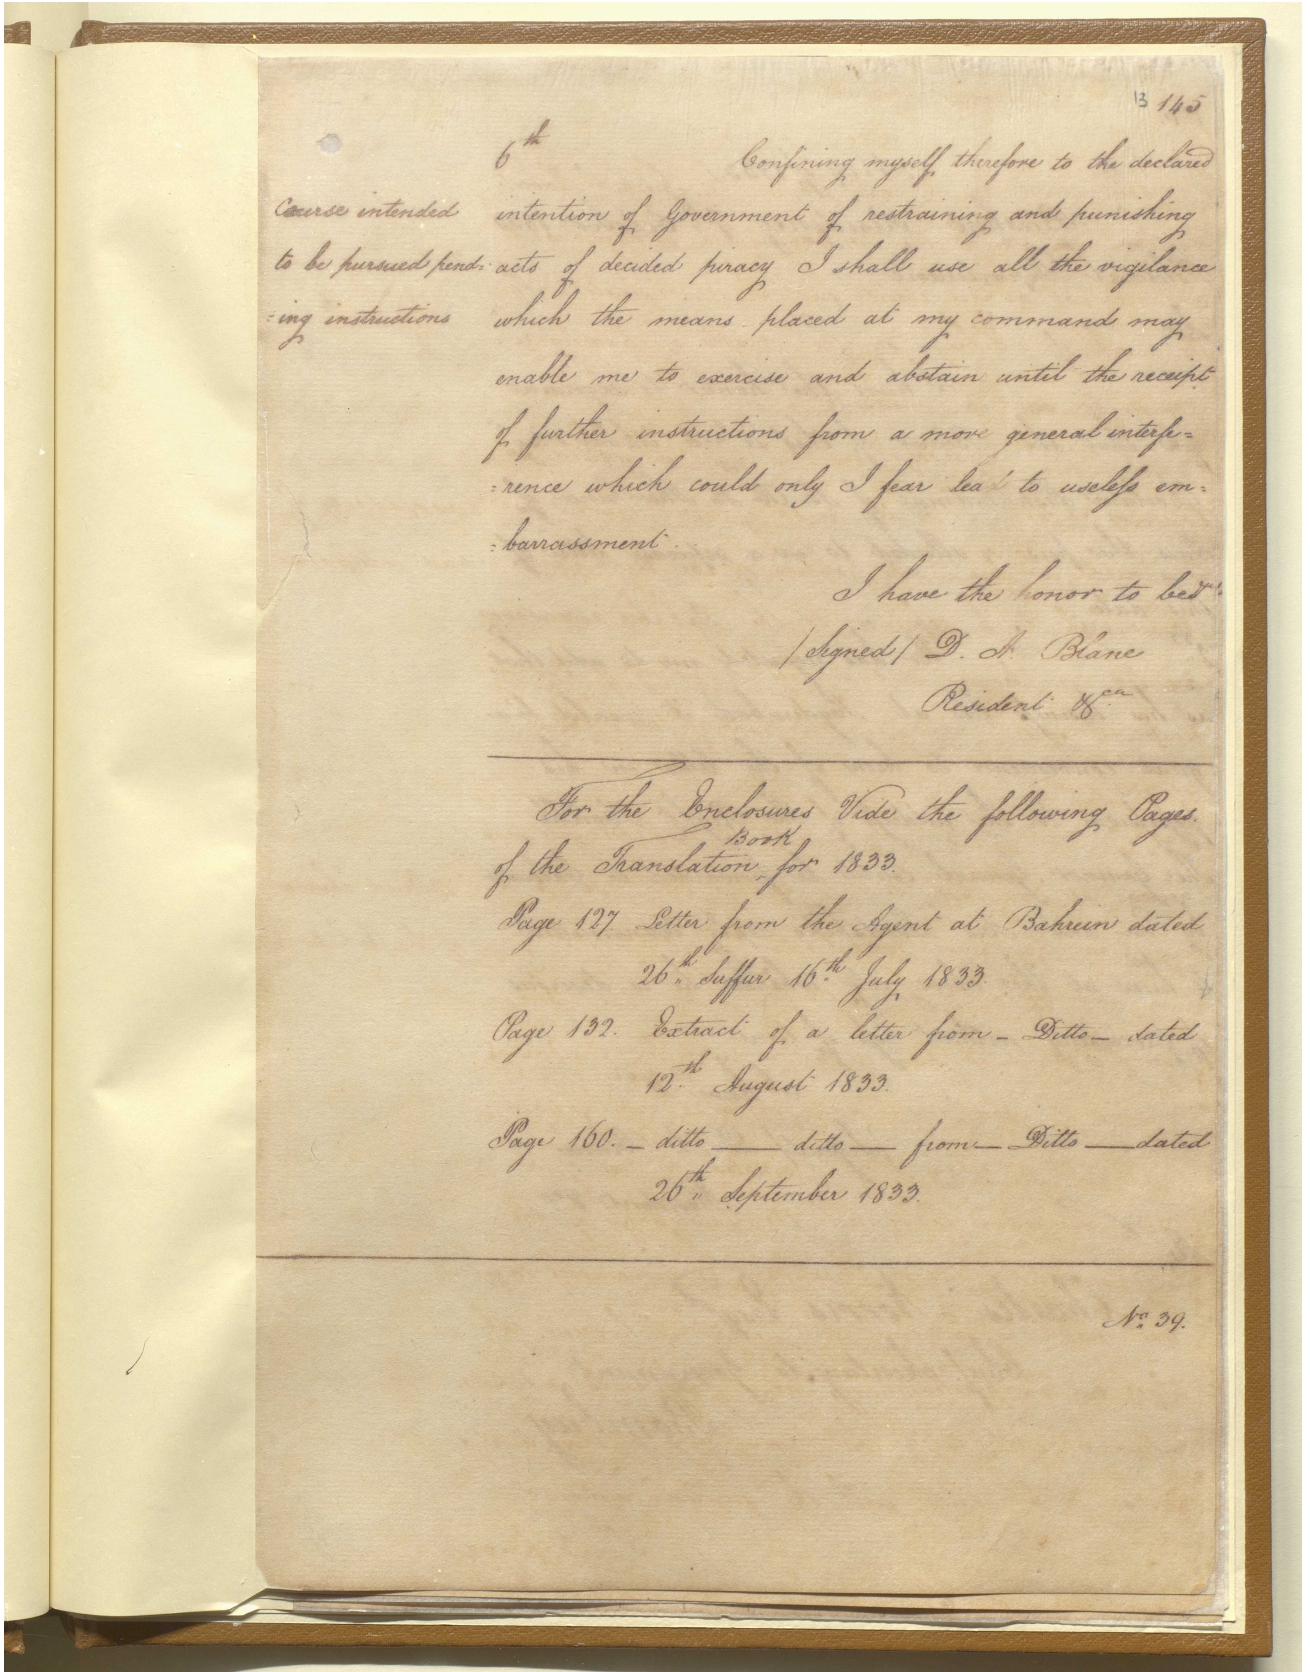 13 145
6th Confining myself therefore to the declared
Course intended
to be pursued pend=
=ing instructions
intention of Government of restraining and punishing
acts of decided piracy I shall use all the vigilance
which the means placed at my command may
enable me to exercise and abstain until the receipt
of further instructions from a more general interfe=
=rence which could only I fear lead to useless em=
=barrassment.
I have the honor to be &ca
/Signed/ D. A. Blane
Resident &ca
For the Enclosures Vide the following Pages.
of the Translation Book for 1833.
Page 127 Letter from the Agent at Bahrein dated
26th Suffur 16th July 1833.
Page 132. Extract of a letter from - Ditto - dated
12th August 1833.
Page 160. - ditto — ditto — from — Ditto — dated
26th September 1833.
No. 39.